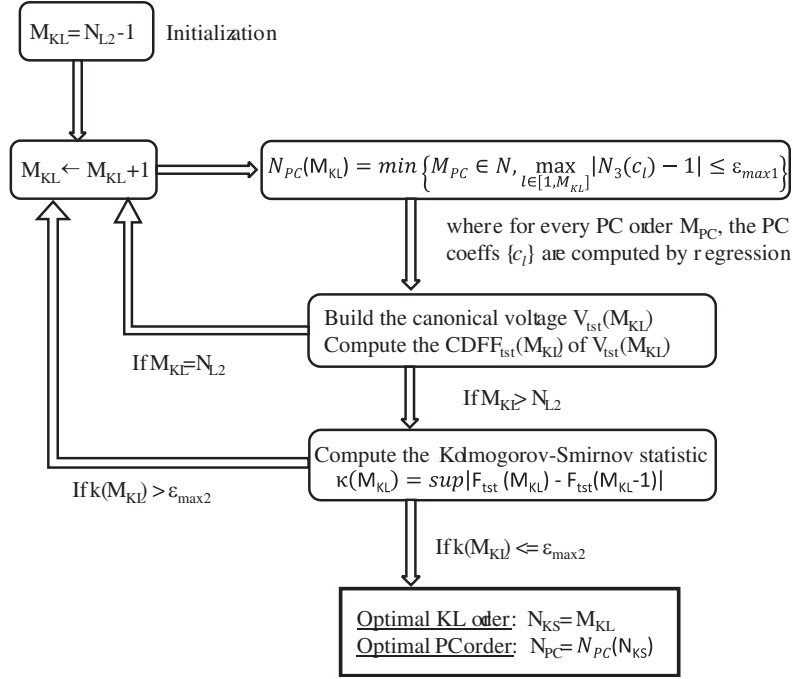 M_KL=N_L2-1
Initialization
M_KL ← M_KL+1
N_PC(M_KL) = min{M_PC ∈ N, max_{l∈[1,M_KL]} |N_3(c_l) − 1| ≤ ε_max1}
where for every PC order M_PC, the PC
coeffs {c_l} are computed by regression
Build the canonical voltage V_tst(M_KL)
Compute the CDFF_tst(M_KL) of V_tst(M_KL)
If M_KL=N_L2
If M_KL> N_L2
Compute the Kolmogorov-Smirnov statistic
κ(M_KL) = sup|F_tst (M_KL) - F_tst(M_KL-1)|
If k(M_KL) > ε_max2
If k(M_KL) <= ε_max2
Optimal KL order: N_KS=M_KL
Optimal PC order: N_PC= N_PC(N_KS)